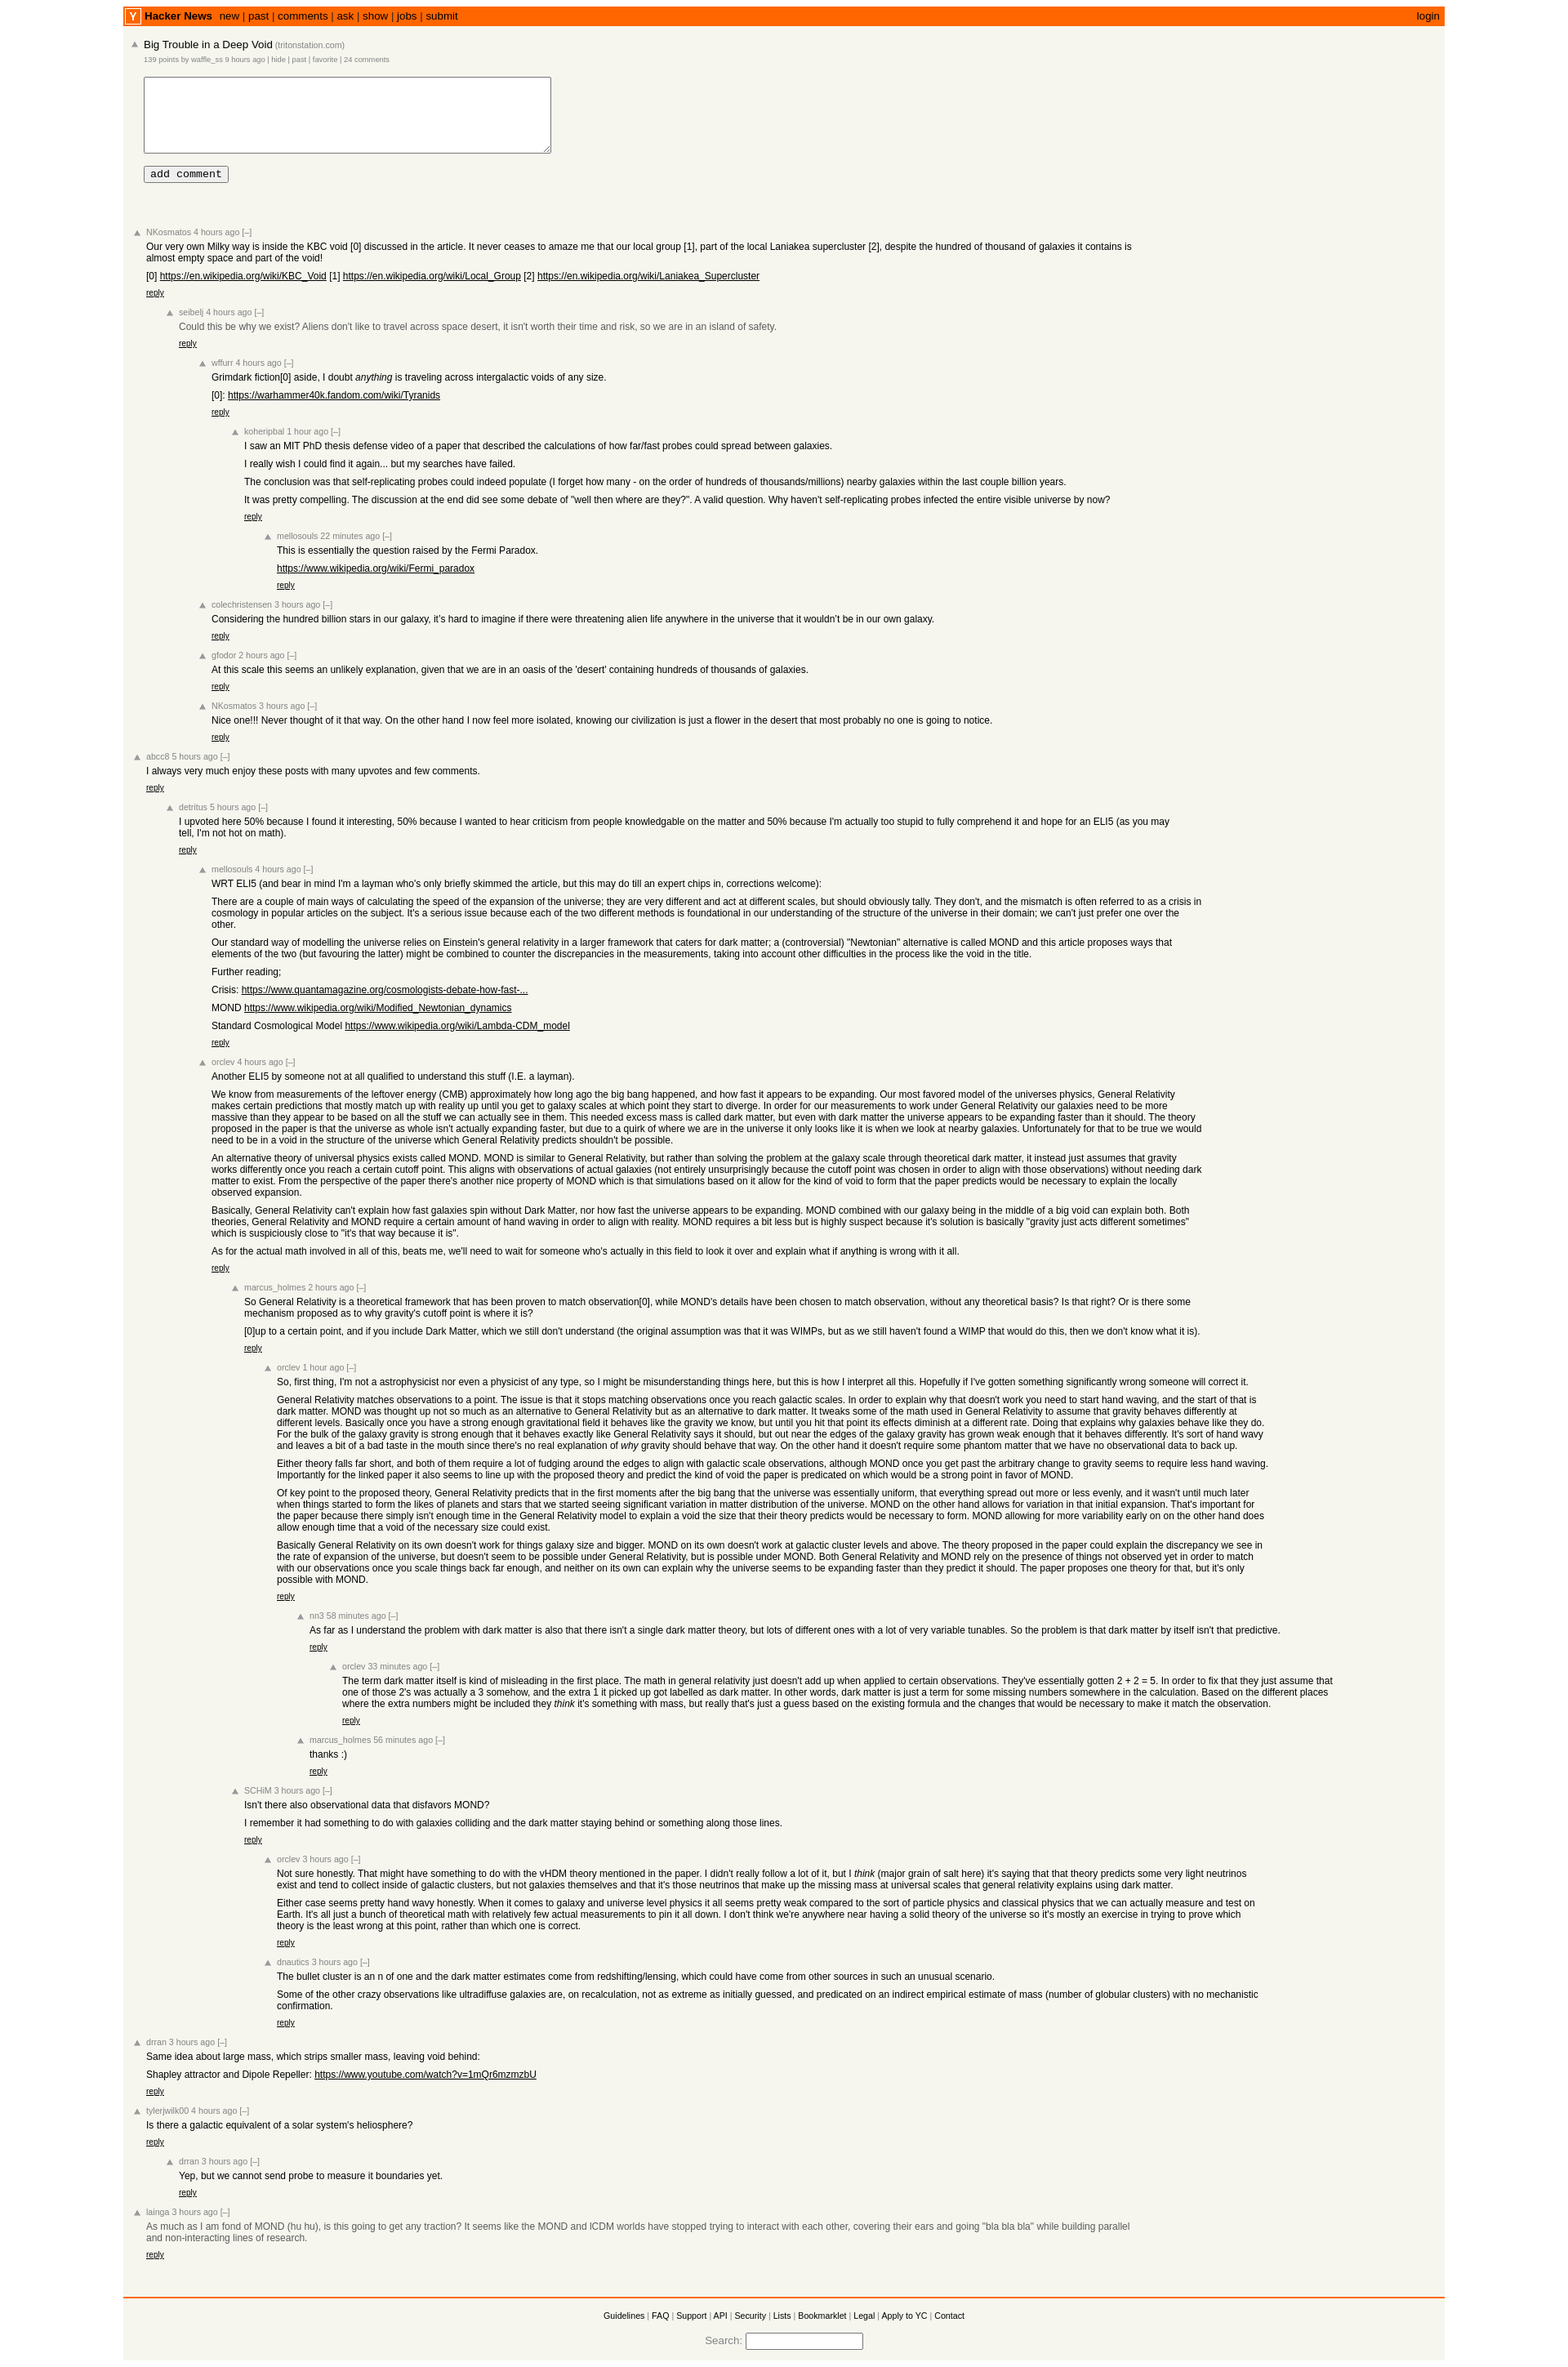 Y Hacker News new | past | comments | ask | show | jobs | submit login
Big Trouble in a Deep Void (tritonstation.com)
139 points by waffle_ss 9 hours ago | hide | past | favorite | 24 comments
add comment
NKosmatos 4 hours ago [–]
Our very own Milky way is inside the KBC void [0] discussed in the article. It never ceases to amaze me that our local group [1], part of the local Laniakea supercluster [2], despite the hundred of thousand of galaxies it contains is
almost empty space and part of the void!
[0] https://en.wikipedia.org/wiki/KBC_Void [1] https://en.wikipedia.org/wiki/Local_Group [2] https://en.wikipedia.org/wiki/Laniakea_Supercluster
reply
seibelj 4 hours ago [–]
Could this be why we exist? Aliens don't like to travel across space desert, it isn't worth their time and risk, so we are in an island of safety.
reply
wffurr 4 hours ago [–]
Grimdark fiction[0] aside, I doubt anything is traveling across intergalactic voids of any size.
[0]: https://warhammer40k.fandom.com/wiki/Tyranids
reply
koheripbal 1 hour ago [–]
I saw an MIT PhD thesis defense video of a paper that described the calculations of how far/fast probes could spread between galaxies.
I really wish I could find it again... but my searches have failed.
The conclusion was that self-replicating probes could indeed populate (I forget how many - on the order of hundreds of thousands/millions) nearby galaxies within the last couple billion years.
It was pretty compelling. The discussion at the end did see some debate of "well then where are they?". A valid question. Why haven't self-replicating probes infected the entire visible universe by now?
reply
mellosouls 22 minutes ago [–]
This is essentially the question raised by the Fermi Paradox.
https://www.wikipedia.org/wiki/Fermi_paradox
reply
colechristensen 3 hours ago [–]
Considering the hundred billion stars in our galaxy, it’s hard to imagine if there were threatening alien life anywhere in the universe that it wouldn’t be in our own galaxy.
reply
gfodor 2 hours ago [–]
At this scale this seems an unlikely explanation, given that we are in an oasis of the 'desert' containing hundreds of thousands of galaxies.
reply
NKosmatos 3 hours ago [–]
Nice one!!! Never thought of it that way. On the other hand I now feel more isolated, knowing our civilization is just a flower in the desert that most probably no one is going to notice.
reply
abcc8 5 hours ago [–]
I always very much enjoy these posts with many upvotes and few comments.
reply
detritus 5 hours ago [–]
I upvoted here 50% because I found it interesting, 50% because I wanted to hear criticism from people knowledgable on the matter and 50% because I'm actually too stupid to fully comprehend it and hope for an ELI5 (as you may
tell, I'm not hot on math).
reply
mellosouls 4 hours ago [–]
WRT ELI5 (and bear in mind I'm a layman who's only briefly skimmed the article, but this may do till an expert chips in, corrections welcome):
There are a couple of main ways of calculating the speed of the expansion of the universe; they are very different and act at different scales, but should obviously tally. They don't, and the mismatch is often referred to as a crisis in
cosmology in popular articles on the subject. It's a serious issue because each of the two different methods is foundational in our understanding of the structure of the universe in their domain; we can't just prefer one over the
other.
Our standard way of modelling the universe relies on Einstein's general relativity in a larger framework that caters for dark matter; a (controversial) "Newtonian" alternative is called MOND and this article proposes ways that
elements of the two (but favouring the latter) might be combined to counter the discrepancies in the measurements, taking into account other difficulties in the process like the void in the title.
Further reading;
Crisis: https://www.quantamagazine.org/cosmologists-debate-how-fast-...
MOND https://www.wikipedia.org/wiki/Modified_Newtonian_dynamics
Standard Cosmological Model https://www.wikipedia.org/wiki/Lambda-CDM_model
reply
orclev 4 hours ago [–]
Another ELI5 by someone not at all qualified to understand this stuff (I.E. a layman).
We know from measurements of the leftover energy (CMB) approximately how long ago the big bang happened, and how fast it appears to be expanding. Our most favored model of the universes physics, General Relativity
makes certain predictions that mostly match up with reality up until you get to galaxy scales at which point they start to diverge. In order for our measurements to work under General Relativity our galaxies need to be more
massive than they appear to be based on all the stuff we can actually see in them. This needed excess mass is called dark matter, but even with dark matter the universe appears to be expanding faster than it should. The theory
proposed in the paper is that the universe as whole isn't actually expanding faster, but due to a quirk of where we are in the universe it only looks like it is when we look at nearby galaxies. Unfortunately for that to be true we would
need to be in a void in the structure of the universe which General Relativity predicts shouldn't be possible.
An alternative theory of universal physics exists called MOND. MOND is similar to General Relativity, but rather than solving the problem at the galaxy scale through theoretical dark matter, it instead just assumes that gravity
works differently once you reach a certain cutoff point. This aligns with observations of actual galaxies (not entirely unsurprisingly because the cutoff point was chosen in order to align with those observations) without needing dark
matter to exist. From the perspective of the paper there's another nice property of MOND which is that simulations based on it allow for the kind of void to form that the paper predicts would be necessary to explain the locally
observed expansion.
Basically, General Relativity can't explain how fast galaxies spin without Dark Matter, nor how fast the universe appears to be expanding. MOND combined with our galaxy being in the middle of a big void can explain both. Both
theories, General Relativity and MOND require a certain amount of hand waving in order to align with reality. MOND requires a bit less but is highly suspect because it's solution is basically "gravity just acts different sometimes"
which is suspiciously close to "it's that way because it is".
As for the actual math involved in all of this, beats me, we'll need to wait for someone who's actually in this field to look it over and explain what if anything is wrong with it all.
reply
marcus_holmes 2 hours ago [–]
So General Relativity is a theoretical framework that has been proven to match observation[0], while MOND's details have been chosen to match observation, without any theoretical basis? Is that right? Or is there some
mechanism proposed as to why gravity's cutoff point is where it is?
[0]up to a certain point, and if you include Dark Matter, which we still don't understand (the original assumption was that it was WIMPs, but as we still haven't found a WIMP that would do this, then we don't know what it is).
reply
orclev 1 hour ago [–]
So, first thing, I'm not a astrophysicist nor even a physicist of any type, so I might be misunderstanding things here, but this is how I interpret all this. Hopefully if I've gotten something significantly wrong someone will correct it.
General Relativity matches observations to a point. The issue is that it stops matching observations once you reach galactic scales. In order to explain why that doesn't work you need to start hand waving, and the start of that is
dark matter. MOND was thought up not so much as an alternative to General Relativity but as an alternative to dark matter. It tweaks some of the math used in General Relativity to assume that gravity behaves differently at
different levels. Basically once you have a strong enough gravitational field it behaves like the gravity we know, but until you hit that point its effects diminish at a different rate. Doing that explains why galaxies behave like they do.
For the bulk of the galaxy gravity is strong enough that it behaves exactly like General Relativity says it should, but out near the edges of the galaxy gravity has grown weak enough that it behaves differently. It's sort of hand wavy
and leaves a bit of a bad taste in the mouth since there's no real explanation of why gravity should behave that way. On the other hand it doesn't require some phantom matter that we have no observational data to back up.
Either theory falls far short, and both of them require a lot of fudging around the edges to align with galactic scale observations, although MOND once you get past the arbitrary change to gravity seems to require less hand waving.
Importantly for the linked paper it also seems to line up with the proposed theory and predict the kind of void the paper is predicated on which would be a strong point in favor of MOND.
Of key point to the proposed theory, General Relativity predicts that in the first moments after the big bang that the universe was essentially uniform, that everything spread out more or less evenly, and it wasn't until much later
when things started to form the likes of planets and stars that we started seeing significant variation in matter distribution of the universe. MOND on the other hand allows for variation in that initial expansion. That's important for
the paper because there simply isn't enough time in the General Relativity model to explain a void the size that their theory predicts would be necessary to form. MOND allowing for more variability early on on the other hand does
allow enough time that a void of the necessary size could exist.
Basically General Relativity on its own doesn't work for things galaxy size and bigger. MOND on its own doesn't work at galactic cluster levels and above. The theory proposed in the paper could explain the discrepancy we see in
the rate of expansion of the universe, but doesn't seem to be possible under General Relativity, but is possible under MOND. Both General Relativity and MOND rely on the presence of things not observed yet in order to match
with our observations once you scale things back far enough, and neither on its own can explain why the universe seems to be expanding faster than they predict it should. The paper proposes one theory for that, but it's only
possible with MOND.
reply
nn3 58 minutes ago [–]
As far as I understand the problem with dark matter is also that there isn't a single dark matter theory, but lots of different ones with a lot of very variable tunables. So the problem is that dark matter by itself isn't that predictive.
reply
orclev 33 minutes ago [–]
The term dark matter itself is kind of misleading in the first place. The math in general relativity just doesn't add up when applied to certain observations. They've essentially gotten 2 + 2 = 5. In order to fix that they just assume that
one of those 2's was actually a 3 somehow, and the extra 1 it picked up got labelled as dark matter. In other words, dark matter is just a term for some missing numbers somewhere in the calculation. Based on the different places
where the extra numbers might be included they think it's something with mass, but really that's just a guess based on the existing formula and the changes that would be necessary to make it match the observation.
reply
marcus_holmes 56 minutes ago [–]
thanks :)
reply
SCHiM 3 hours ago [–]
Isn't there also observational data that disfavors MOND?
I remember it had something to do with galaxies colliding and the dark matter staying behind or something along those lines.
reply
orclev 3 hours ago [–]
Not sure honestly. That might have something to do with the vHDM theory mentioned in the paper. I didn't really follow a lot of it, but I think (major grain of salt here) it's saying that that theory predicts some very light neutrinos
exist and tend to collect inside of galactic clusters, but not galaxies themselves and that it's those neutrinos that make up the missing mass at universal scales that general relativity explains using dark matter.
Either case seems pretty hand wavy honestly. When it comes to galaxy and universe level physics it all seems pretty weak compared to the sort of particle physics and classical physics that we can actually measure and test on
Earth. It's all just a bunch of theoretical math with relatively few actual measurements to pin it all down. I don't think we're anywhere near having a solid theory of the universe so it's mostly an exercise in trying to prove which
theory is the least wrong at this point, rather than which one is correct.
reply
dnautics 3 hours ago [–]
The bullet cluster is an n of one and the dark matter estimates come from redshifting/lensing, which could have come from other sources in such an unusual scenario.
Some of the other crazy observations like ultradiffuse galaxies are, on recalculation, not as extreme as initially guessed, and predicated on an indirect empirical estimate of mass (number of globular clusters) with no mechanistic
confirmation.
reply
drran 3 hours ago [–]
Same idea about large mass, which strips smaller mass, leaving void behind:
Shapley attractor and Dipole Repeller: https://www.youtube.com/watch?v=1mQr6mzmzbU
reply
tylerjwilk00 4 hours ago [–]
Is there a galactic equivalent of a solar system's heliosphere?
reply
drran 3 hours ago [–]
Yep, but we cannot send probe to measure it boundaries yet.
reply
lainga 3 hours ago [–]
As much as I am fond of MOND (hu hu), is this going to get any traction? It seems like the MOND and lCDM worlds have stopped trying to interact with each other, covering their ears and going "bla bla bla" while building parallel
and non-interacting lines of research.
reply
Guidelines | FAQ | Support | API | Security | Lists | Bookmarklet | Legal | Apply to YC | Contact
Search: